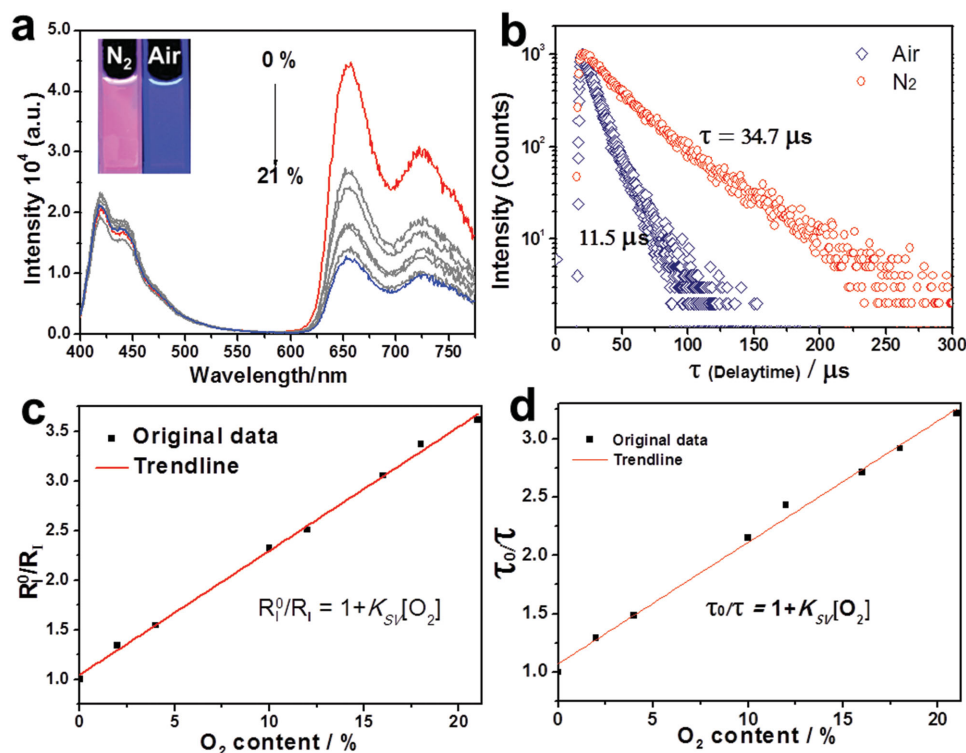 a
N2 Air
0 %
21 %
Intensity 10^4 (a.u.)
5.0
4.0
3.0
2.0
1.0
0.0
400 450 500 550 600 650 700 750
Wavelength/nm
b
Air
N2
τ = 34.7 μs
11.5 μs
Intensity (Counts)
10^3
10^2
10^1
0 50 100 150 200 250 300
τ (Delaytime) / μs
c
Original data
Trendline
R_I^0/R_I
3.5
3.0
2.5
2.0
1.5
1.0
R_I^0/R_I = 1+K_SV[O2]
0 5 10 15 20
O2 content / %
d
Original data
Trendline
τ0/τ
3.0
2.5
2.0
1.5
1.0
τ0/τ = 1+K_SV[O2]
0 5 10 15 20
O2 content / %